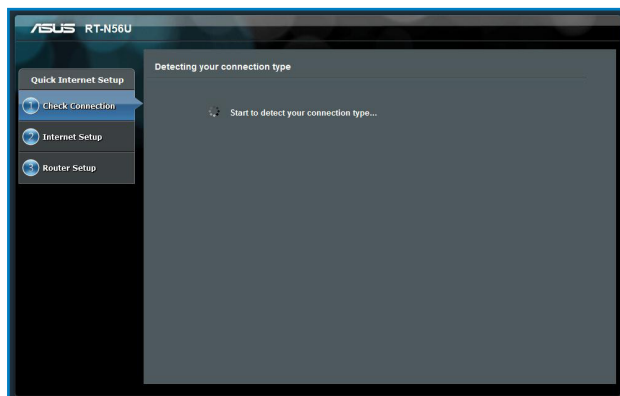 ASUS RT-N56U
Quick Internet Setup
1 Check Connection
2 Internet Setup
3 Router Setup
Detecting your connection type
Start to detect your connection type...